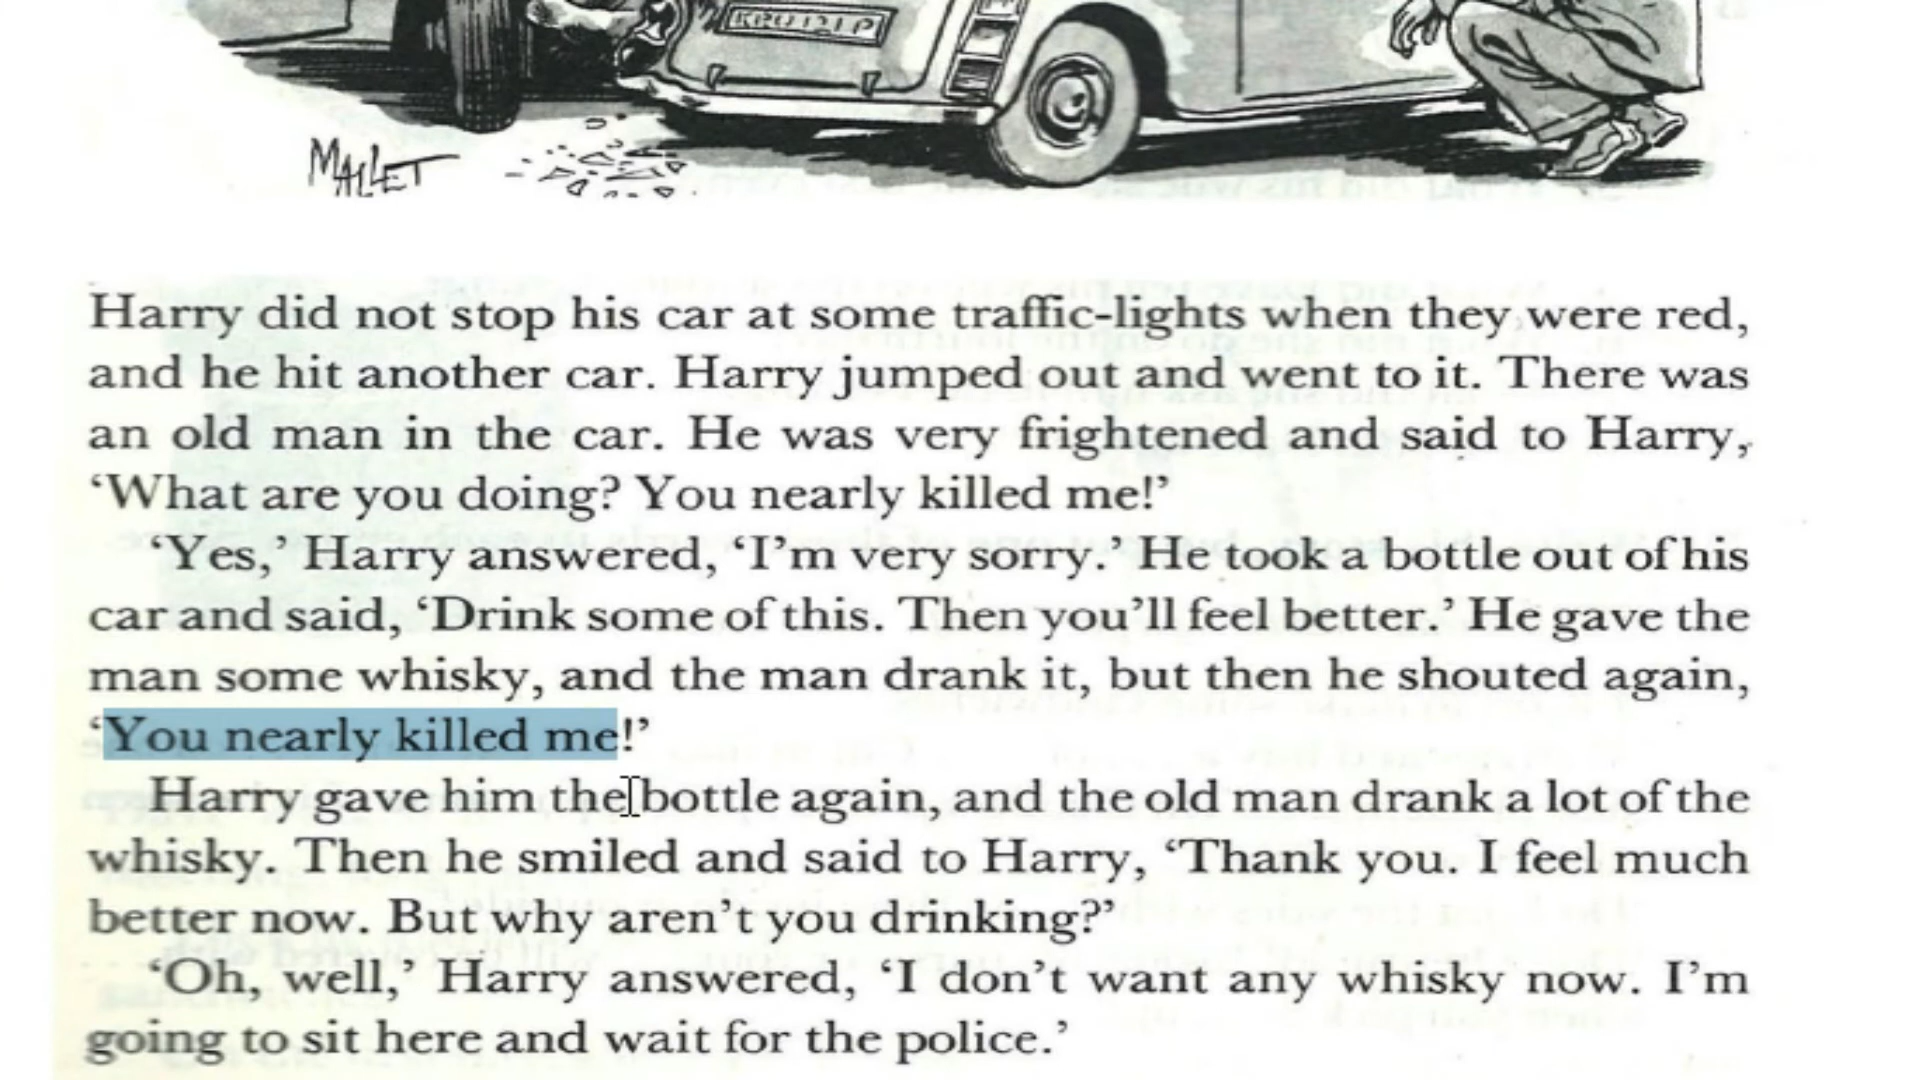 KRO 121 P
MALLET
Harry did not stop his car at some traffic-lights when they were red,
and he hit another car. Harry jumped out and went to it. There was
an old man in the car. He was very frightened and said to Harry,
‘What are you doing? You nearly killed me!’
‘Yes,’ Harry answered, ‘I’m very sorry.’ He took a bottle out of his
car and said, ‘Drink some of this. Then you’ll feel better.’ He gave the
man some whisky, and the man drank it, but then he shouted again,
‘You nearly killed me!’
Harry gave him the bottle again, and the old man drank a lot of the
whisky. Then he smiled and said to Harry, ‘Thank you. I feel much
better now. But why aren’t you drinking?’
‘Oh, well,’ Harry answered, ‘I don’t want any whisky now. I’m
going to sit here and wait for the police.’